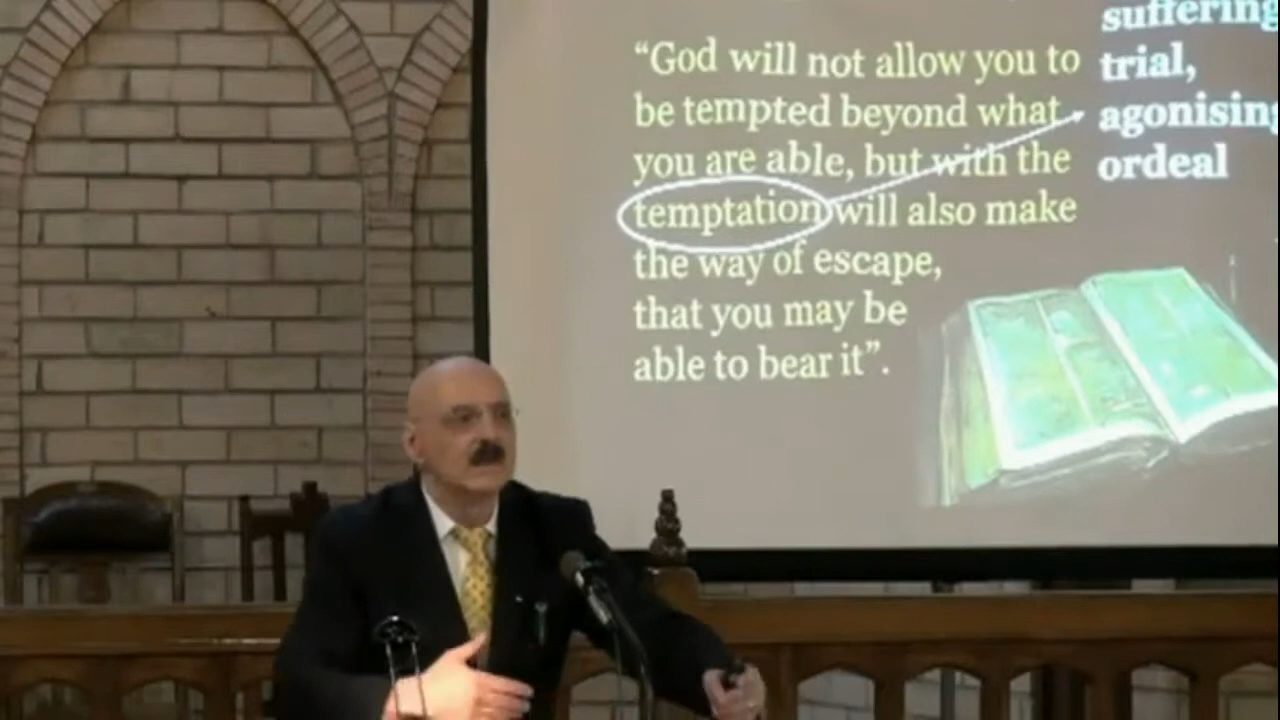 “God will not allow you to
be tempted beyond what
you are able, but with the
temptation will also make
the way of escape,
that you may be
able to bear it”.
suffering
trial,
agonising
ordeal